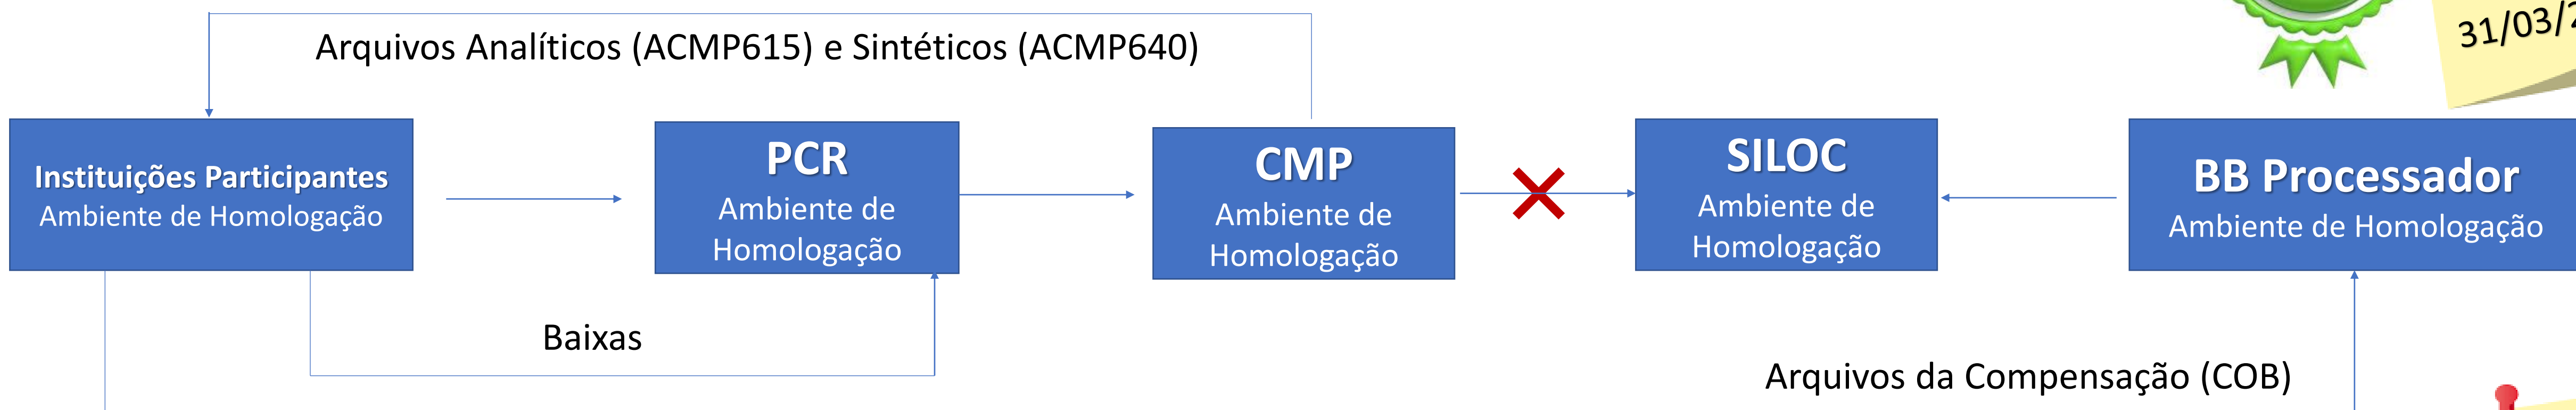 Arquivos Analíticos (ACMP615) e Sintéticos (ACMP640)
31/03/2
Instituições Participantes
Ambiente de Homologação
PCR
Ambiente de
Homologação
CMP
Ambiente de
Homologação
SILOC
Ambiente de
Homologação
BB Processador
Ambiente de Homologação
Baixas
Arquivos da Compensação (COB)